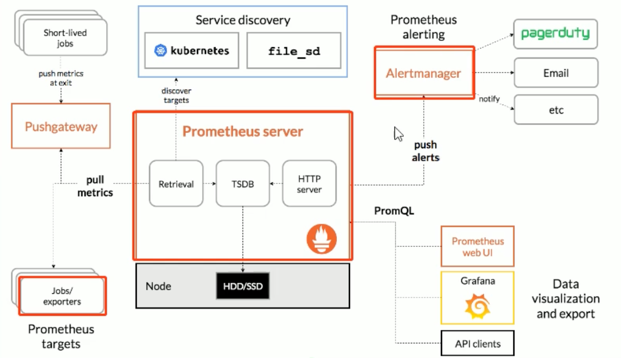 Short-lived
jobs
push metrics
at exit
Pushgateway
Service discovery
kubernetes
file_sd
discover
targets
Prometheus
alerting
Alertmanager
pagerduty
Email
etc
notify
Prometheus server
Retrieval
TSDB
HTTP
server
pull
metrics
push
alerts
PromQL
Node
HDD/SSD
Jobs/
exporters
Prometheus
targets
Prometheus
web UI
Grafana
API clients
Data
visualization
and export